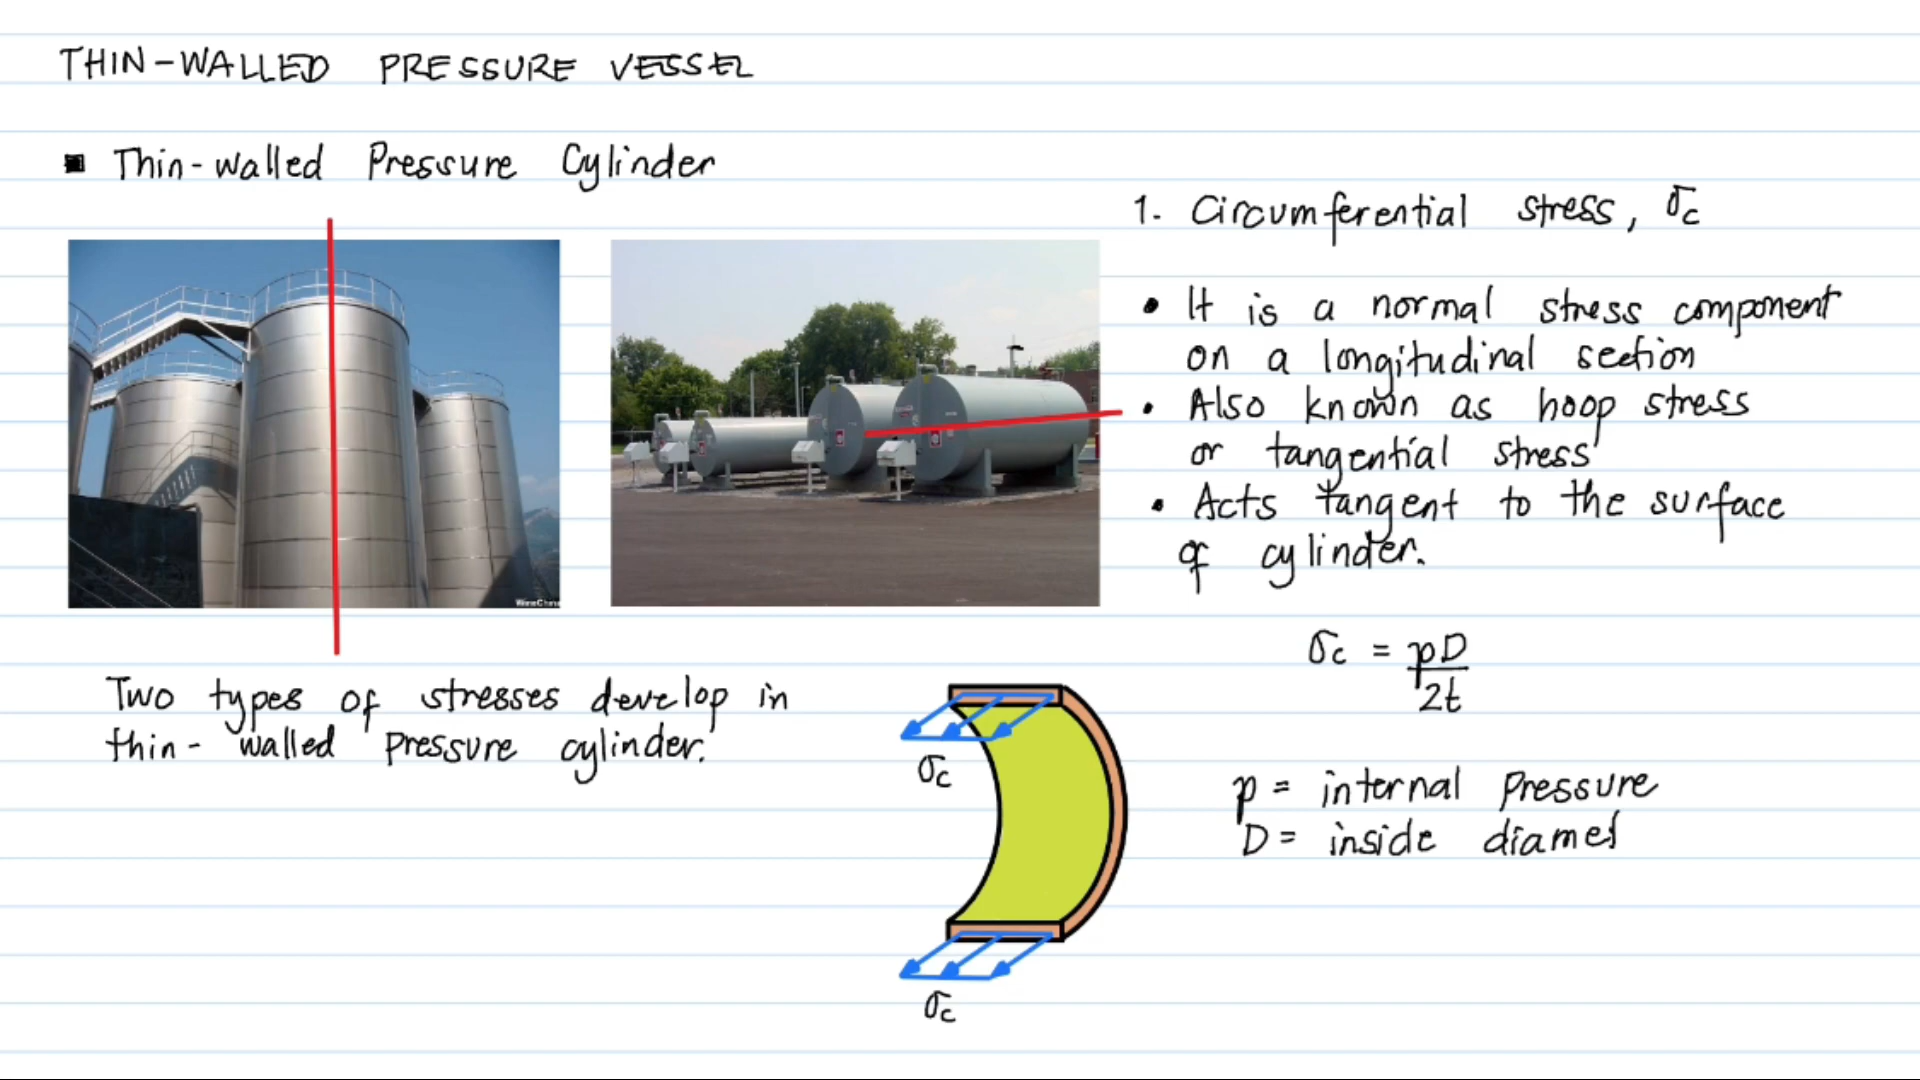 THIN-WALLED PRESSURE VESSEL
▪ Thin-walled Pressure Cylinder
Two types of stresses develop in
thin-walled pressure cylinder.
1. Circumferential stress, σc
• It is a normal stress component
on a longitudinal section
• Also known as hoop stress
or tangential stress
• Acts tangent to the surface
of cylinder.
σc = pD
2t
σc
σc
p = internal pressure
D = inside diamet